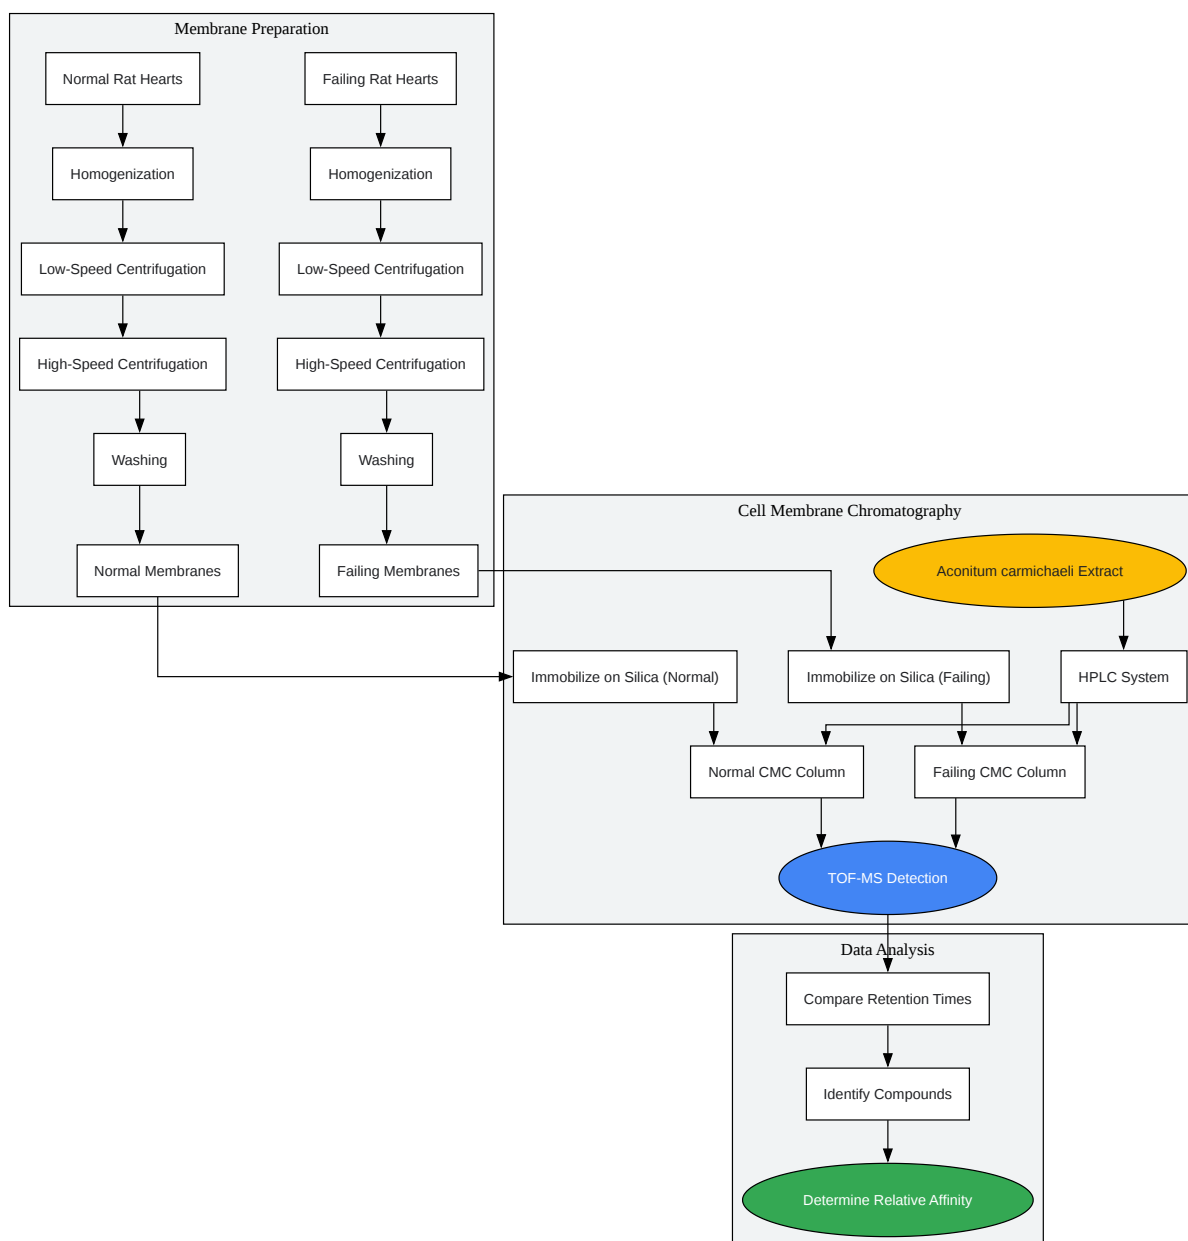 Membrane Preparation
Normal Rat Hearts
Failing Rat Hearts
Homogenization
Homogenization
Low-Speed Centrifugation
Low-Speed Centrifugation
High-Speed Centrifugation
High-Speed Centrifugation
Washing
Washing
Normal Membranes
Failing Membranes
Cell Membrane Chromatography
Aconitum carmichaeli Extract
Immobilize on Silica (Normal)
Immobilize on Silica (Failing)
HPLC System
Normal CMC Column
Failing CMC Column
TOF-MS Detection
Data Analysis
Compare Retention Times
Identify Compounds
Determine Relative Affinity